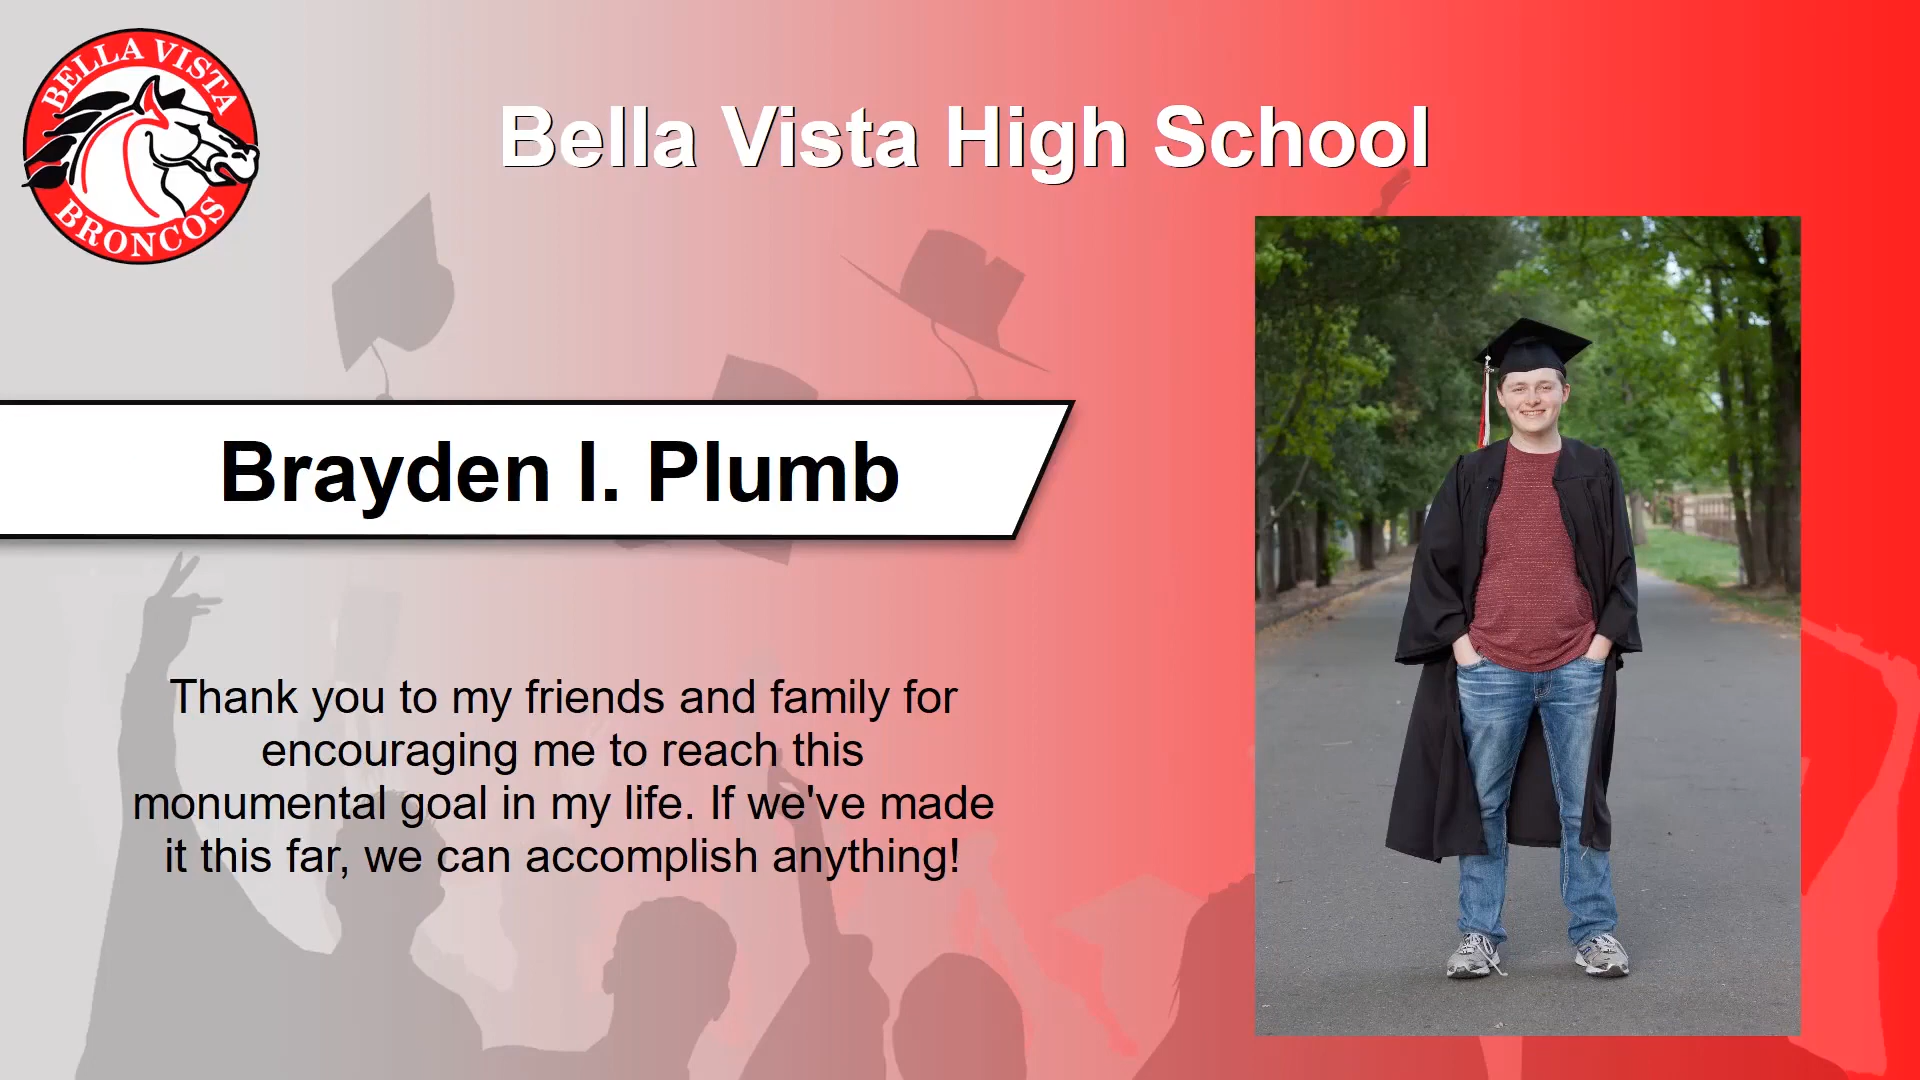 BELLA VISTA
BRONCOS
Bella Vista High School
Brayden I. Plumb
Thank you to my friends and family for
encouraging me to reach this
monumental goal in my life. If we've made
it this far, we can accomplish anything!